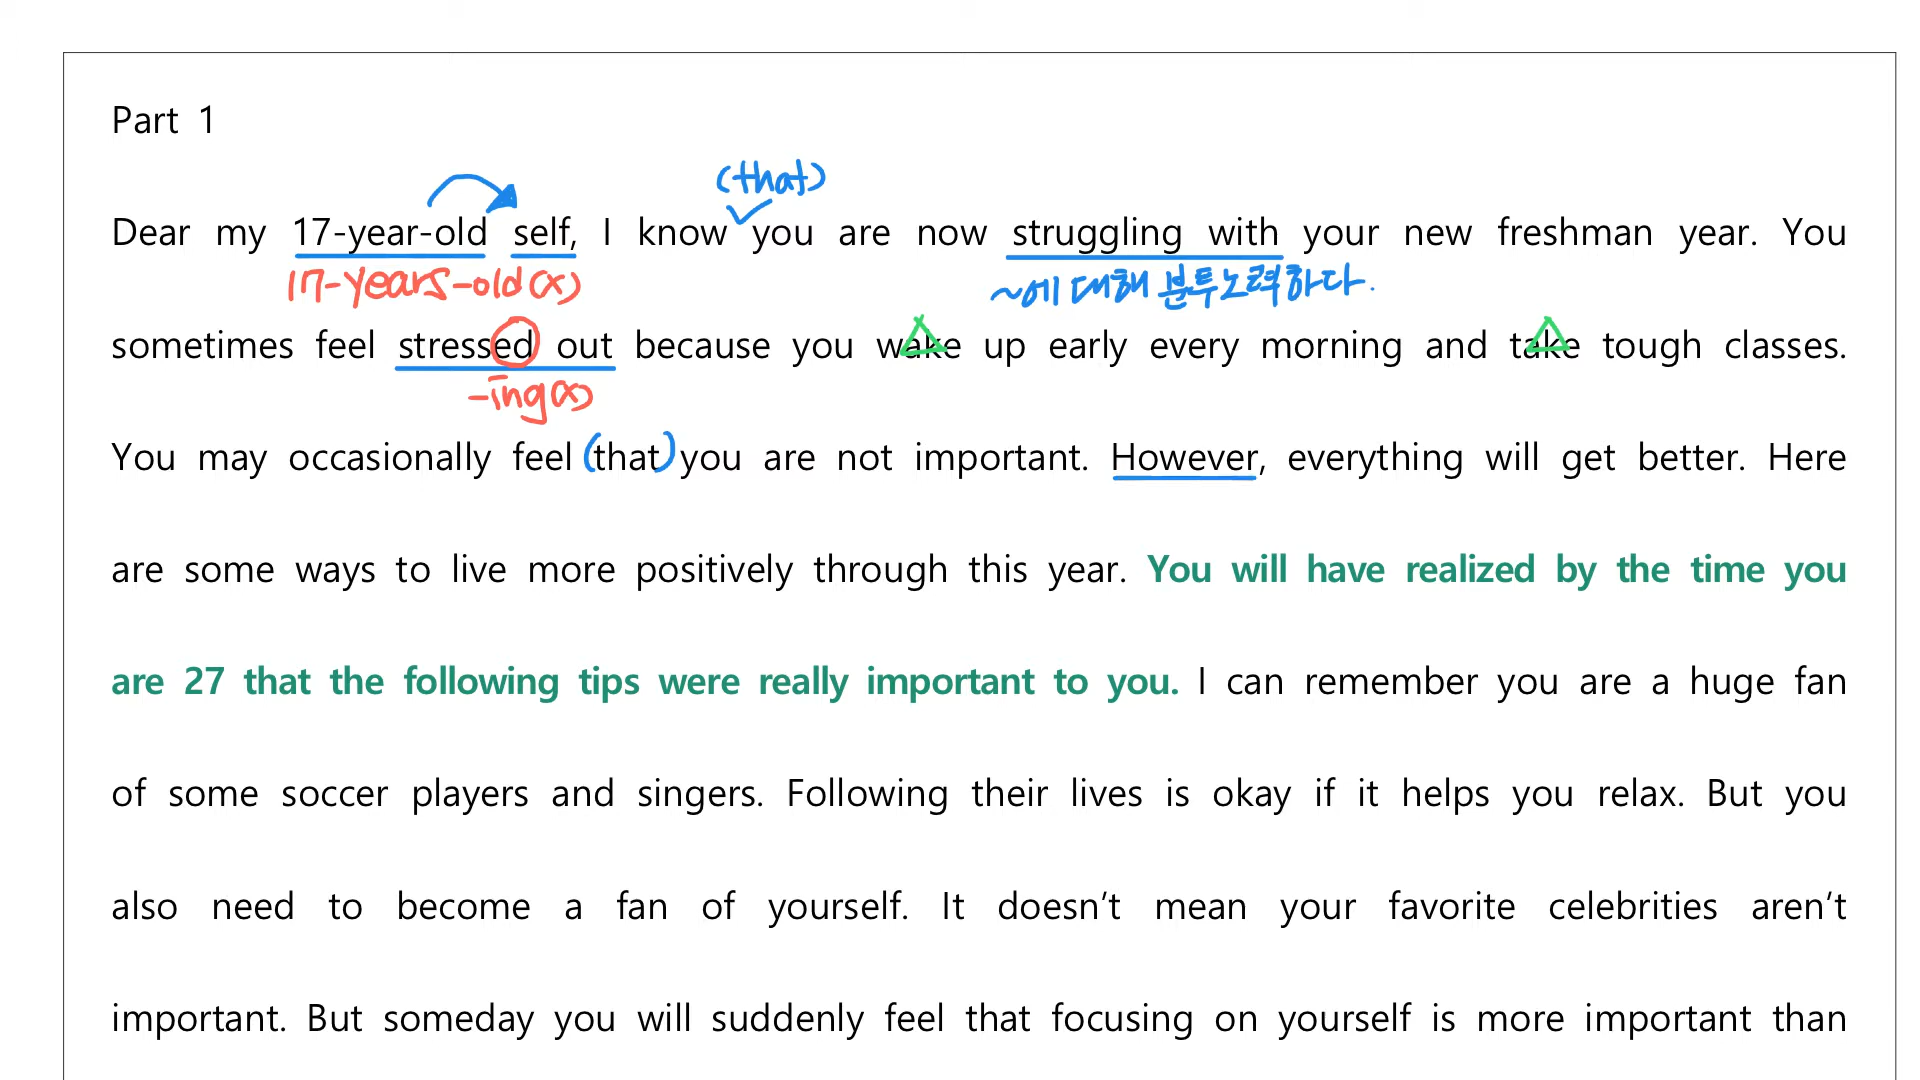 Part 1
(that)
Dear my 17-year-old self, I know you are now struggling with your new freshman year. You
17-years-old(x)
~에 대해 분투노력하다.
sometimes feel stressed out because you wake up early every morning and take tough classes.
-ing(x)
You may occasionally feel (that) you are not important. However, everything will get better. Here
are some ways to live more positively through this year. You will have realized by the time you
are 27 that the following tips were really important to you. I can remember you are a huge fan
of some soccer players and singers. Following their lives is okay if it helps you relax. But you
also need to become a fan of yourself. It doesn’t mean your favorite celebrities aren’t
important. But someday you will suddenly feel that focusing on yourself is more important than